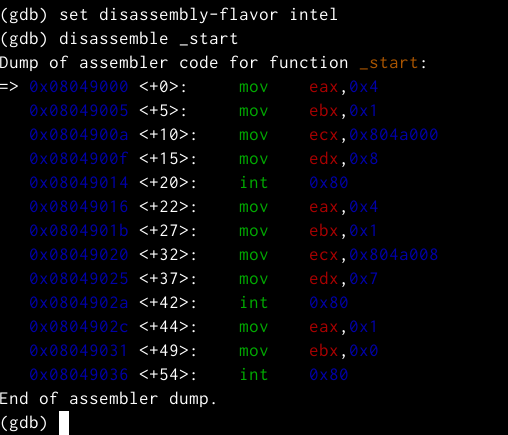 (gdb) set disassembly-flavor intel
(gdb) disassemble _start
Dump of assembler code for function _start:
=> 0x08049000 <+0>:     mov    eax,0x4
   0x08049005 <+5>:     mov    ebx,0x1
   0x0804900a <+10>:    mov    ecx,0x804a000
   0x0804900f <+15>:    mov    edx,0x8
   0x08049014 <+20>:    int    0x80
   0x08049016 <+22>:    mov    eax,0x4
   0x0804901b <+27>:    mov    ebx,0x1
   0x08049020 <+32>:    mov    ecx,0x804a008
   0x08049025 <+37>:    mov    edx,0x7
   0x0804902a <+42>:    int    0x80
   0x0804902c <+44>:    mov    eax,0x1
   0x08049031 <+49>:    mov    ebx,0x0
   0x08049036 <+54>:    int    0x80
End of assembler dump.
(gdb)